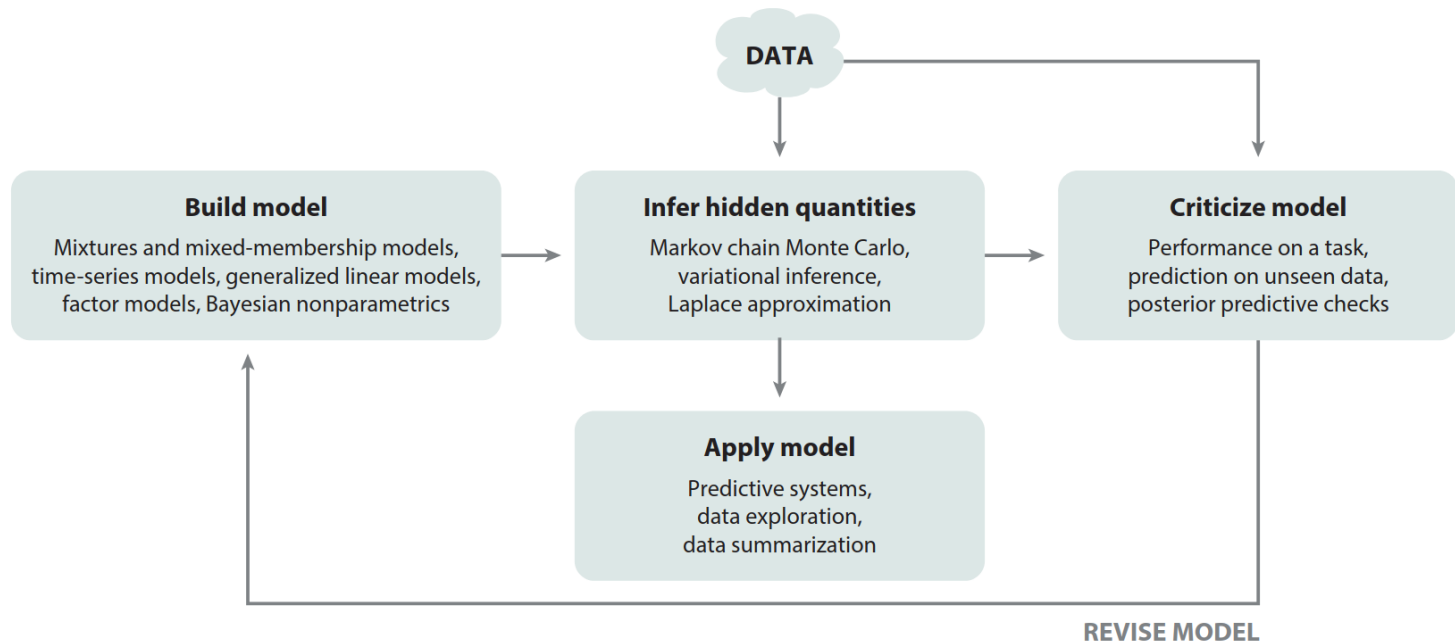 DATA
Build model
Mixtures and mixed-membership models,
time-series models, generalized linear models,
factor models, Bayesian nonparametrics
Infer hidden quantities
Markov chain Monte Carlo,
variational inference,
Laplace approximation
Criticize model
Performance on a task,
prediction on unseen data,
posterior predictive checks
Apply model
Predictive systems,
data exploration,
data summarization
REVISE MODEL